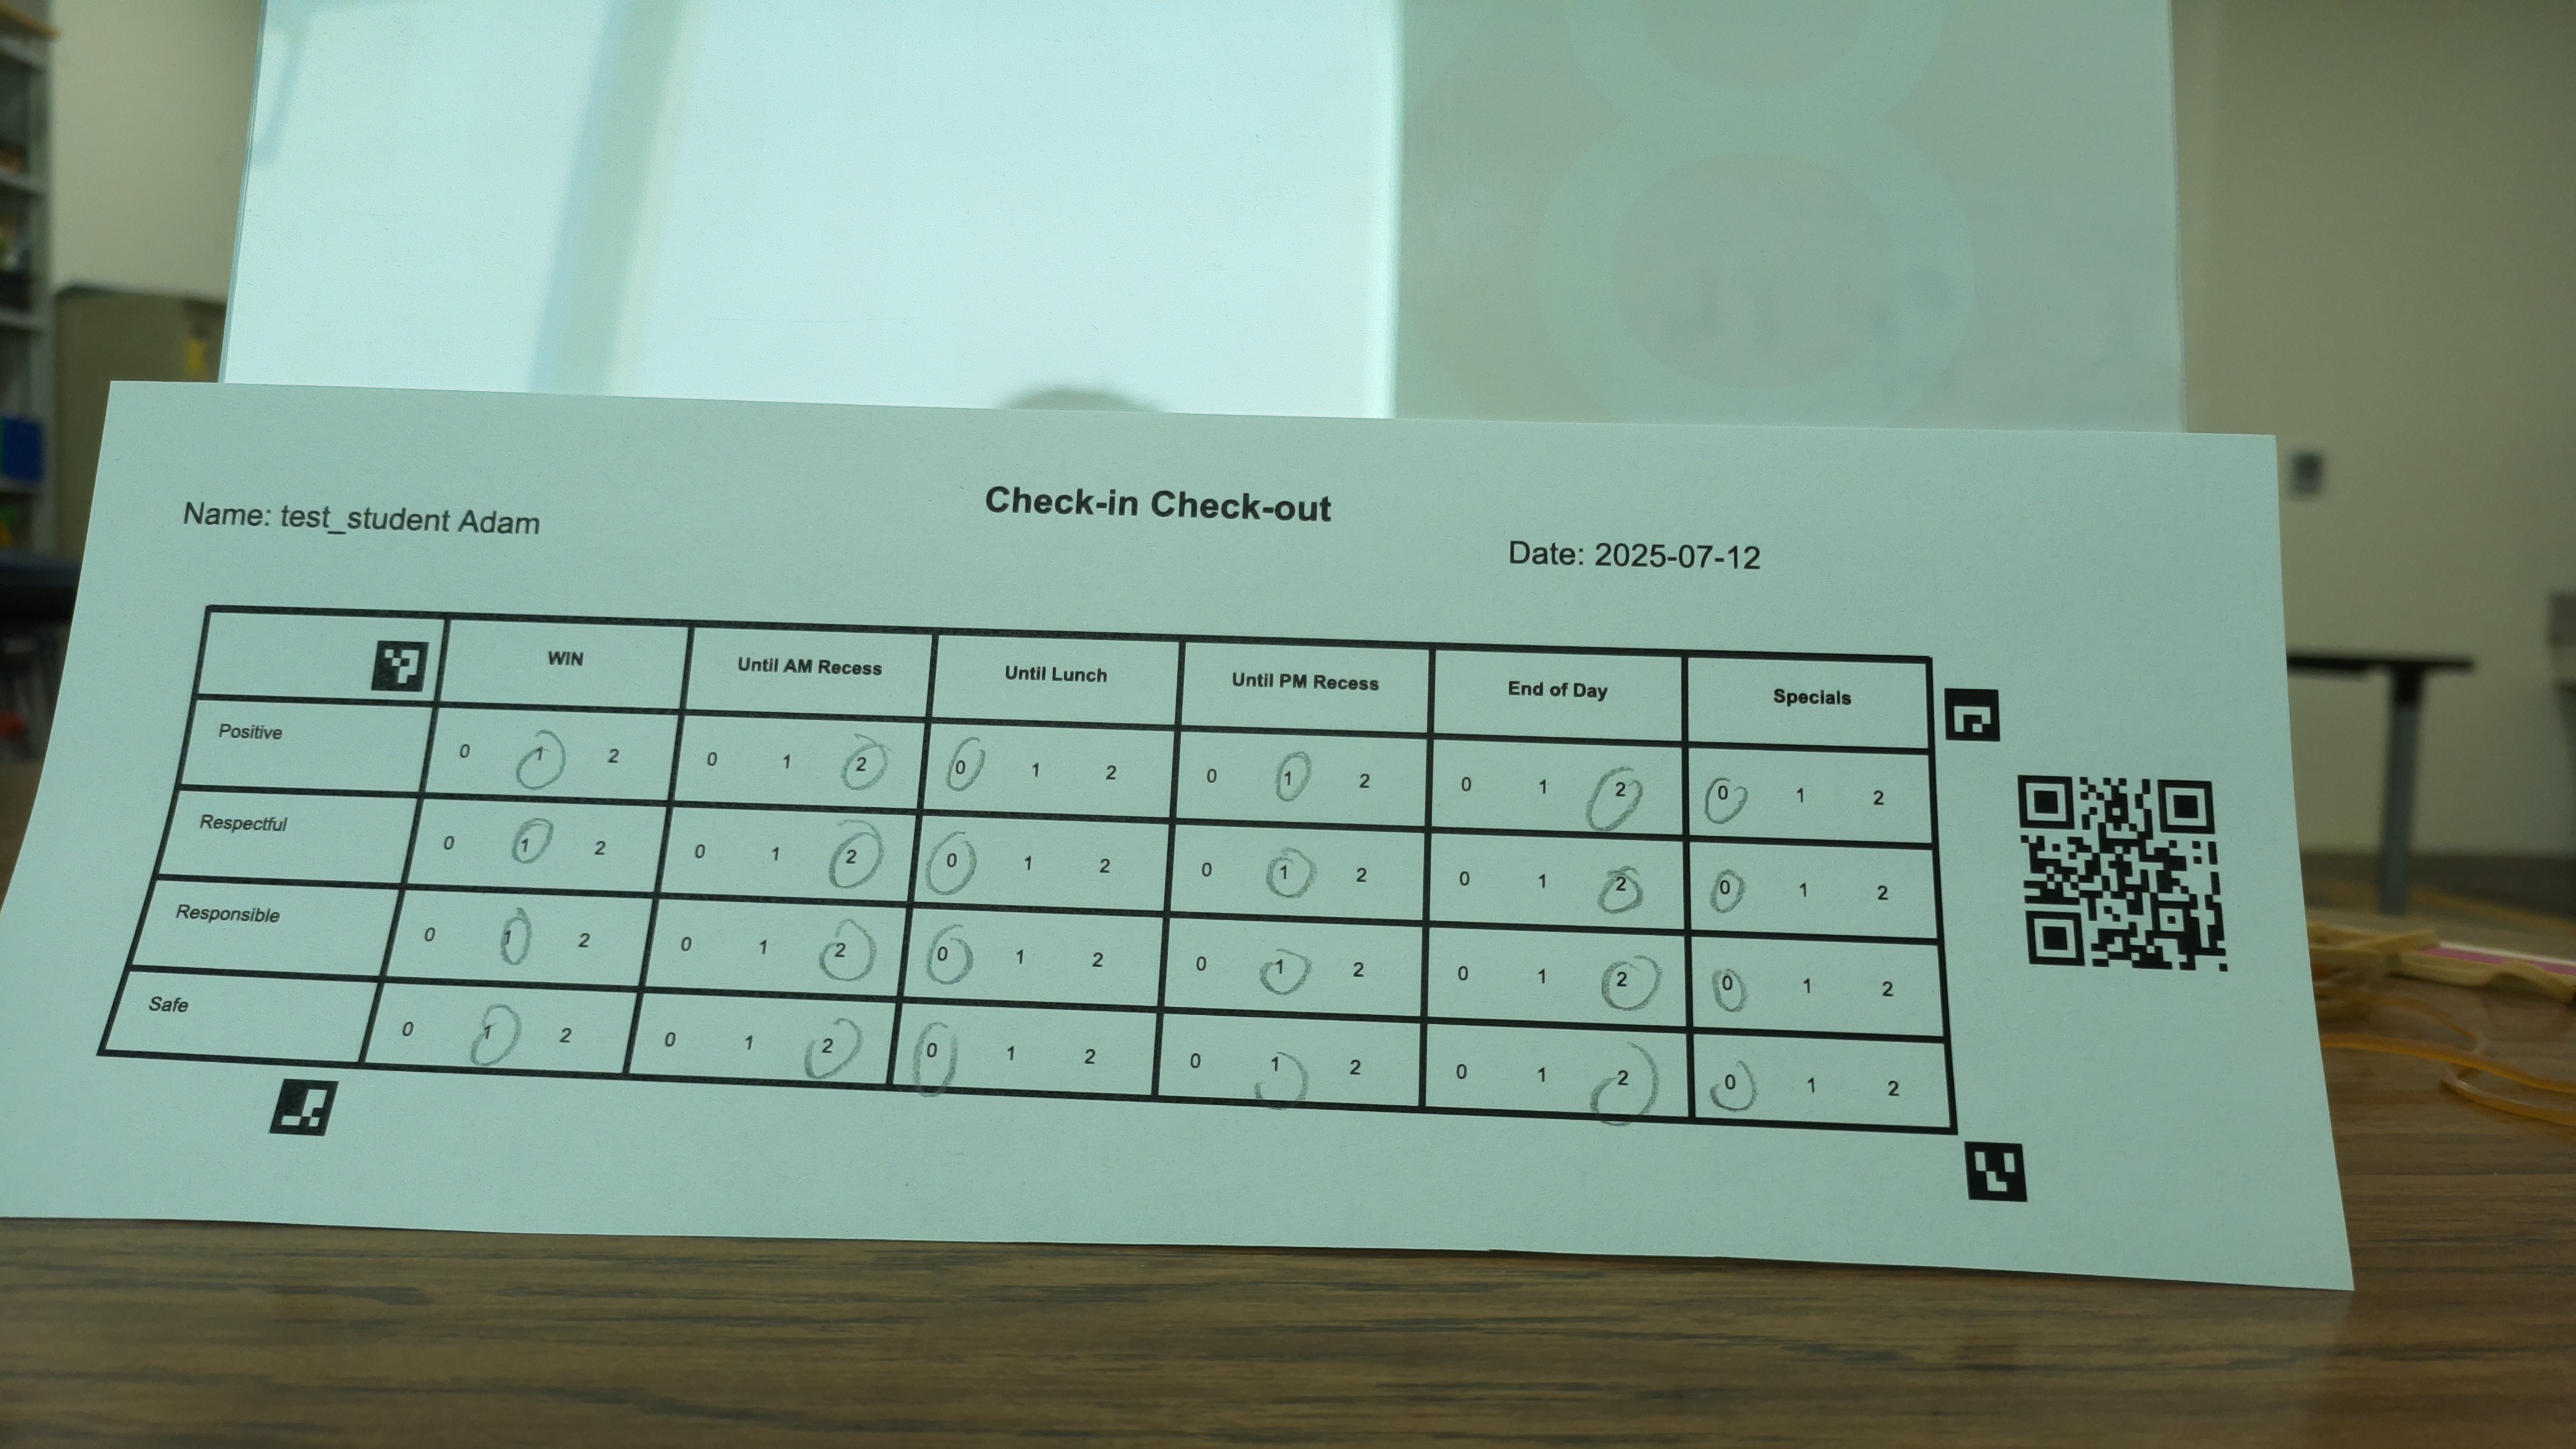 Check-in Check-out
Name: test_student Adam
Date: 2025-07-12
WIN Until AM Recess Until Lunch Until PM Recess End of Day Specials
Positive 0 1 2 0 1 2 0 1 2 0 1 2 0 1 2 0 1 2
Respectful 0 1 2 0 1 2 0 1 2 0 1 2 0 1 2 0 1 2
Responsible 0 1 2 0 1 2 0 1 2 0 1 2 0 1 2 0 1 2
Safe 0 1 2 0 1 2 0 1 2 0 1 2 0 1 2 0 1 2